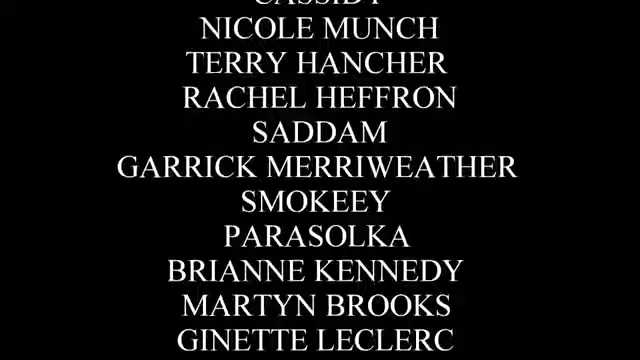 CASSIDY
NICOLE MUNCH
TERRY HANCHER
RACHEL HEFFRON
SADDAM
GARRICK MERRIWEATHER
SMOKEEY
PARASOLKA
BRIANNE KENNEDY
MARTYN BROOKS
GINETTE LECLERC